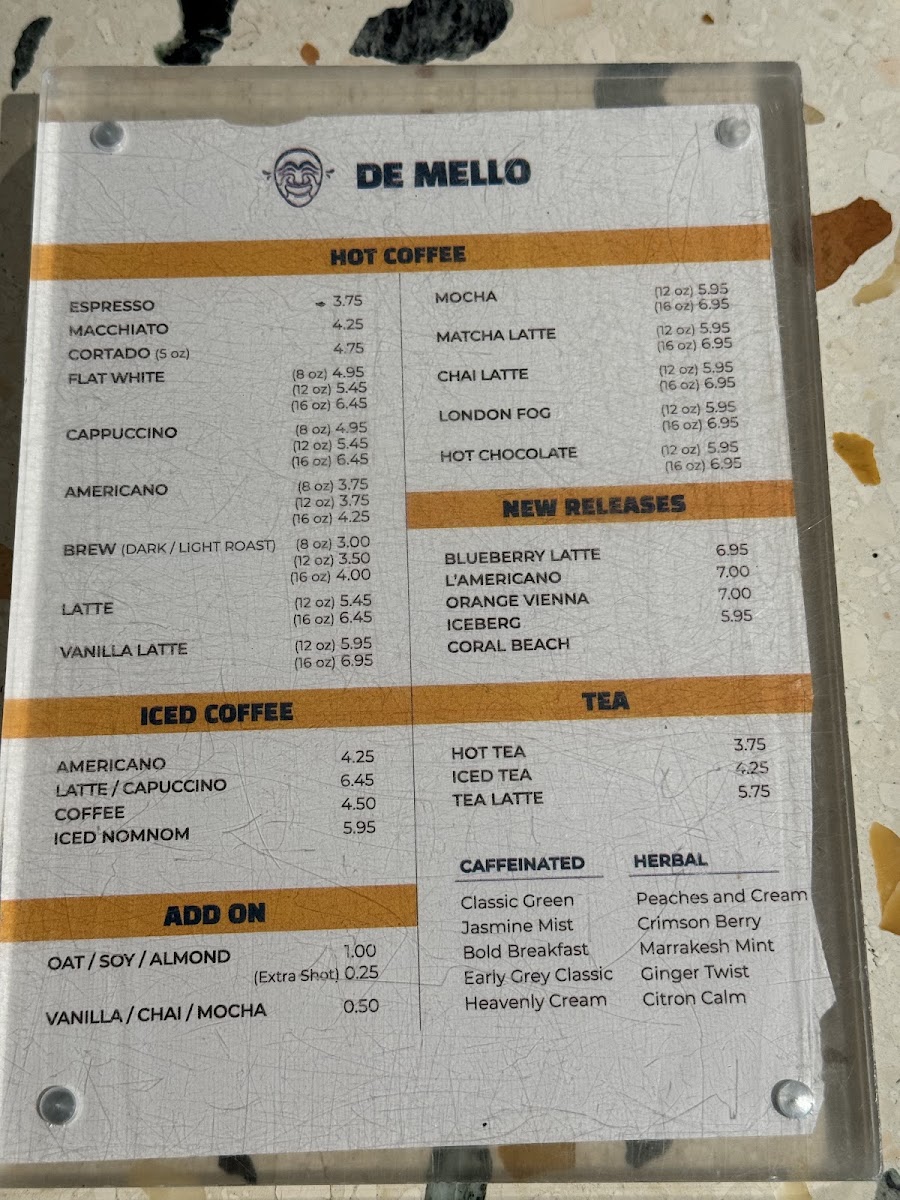 DE MELLO
HOT COFFEE
ESPRESSO 3.75
MACCHIATO 4.25
CORTADO (5 oz) 4.75
FLAT WHITE (8 oz) 4.95
(12 oz) 5.45
(16 oz) 6.45
CAPPUCCINO (8 oz) 4.95
(12 oz) 5.45
(16 oz) 6.45
AMERICANO (8 oz) 3.75
(12 oz) 3.75
(16 oz) 4.25
BREW (DARK / LIGHT ROAST) (8 oz) 3.00
(12 oz) 3.50
(16 oz) 4.00
LATTE (12 oz) 5.45
(16 oz) 6.45
VANILLA LATTE (12 oz) 5.95
(16 oz) 6.95
MOCHA (12 oz) 5.95
(16 oz) 6.95
MATCHA LATTE (12 oz) 5.95
(16 oz) 6.95
CHAI LATTE (12 oz) 5.95
(16 oz) 6.95
LONDON FOG (12 oz) 5.95
(16 oz) 6.95
HOT CHOCOLATE (12 oz) 5.95
(16 oz) 6.95
NEW RELEASES
BLUEBERRY LATTE 6.95
L'AMERICANO 7.00
ORANGE VIENNA 7.00
ICEBERG 5.95
CORAL BEACH
ICED COFFEE
AMERICANO 4.25
LATTE / CAPUCCINO 6.45
COFFEE 4.50
ICED NOMNOM 5.95
ADD ON
OAT / SOY / ALMOND 1.00
(Extra Shot) 0.25
VANILLA / CHAI / MOCHA 0.50
TEA
HOT TEA 3.75
ICED TEA 4.25
TEA LATTE 5.75
CAFFEINATED
Classic Green
Jasmine Mist
Bold Breakfast
Early Grey Classic
Heavenly Cream
HERBAL
Peaches and Cream
Crimson Berry
Marrakesh Mint
Ginger Twist
Citron Calm